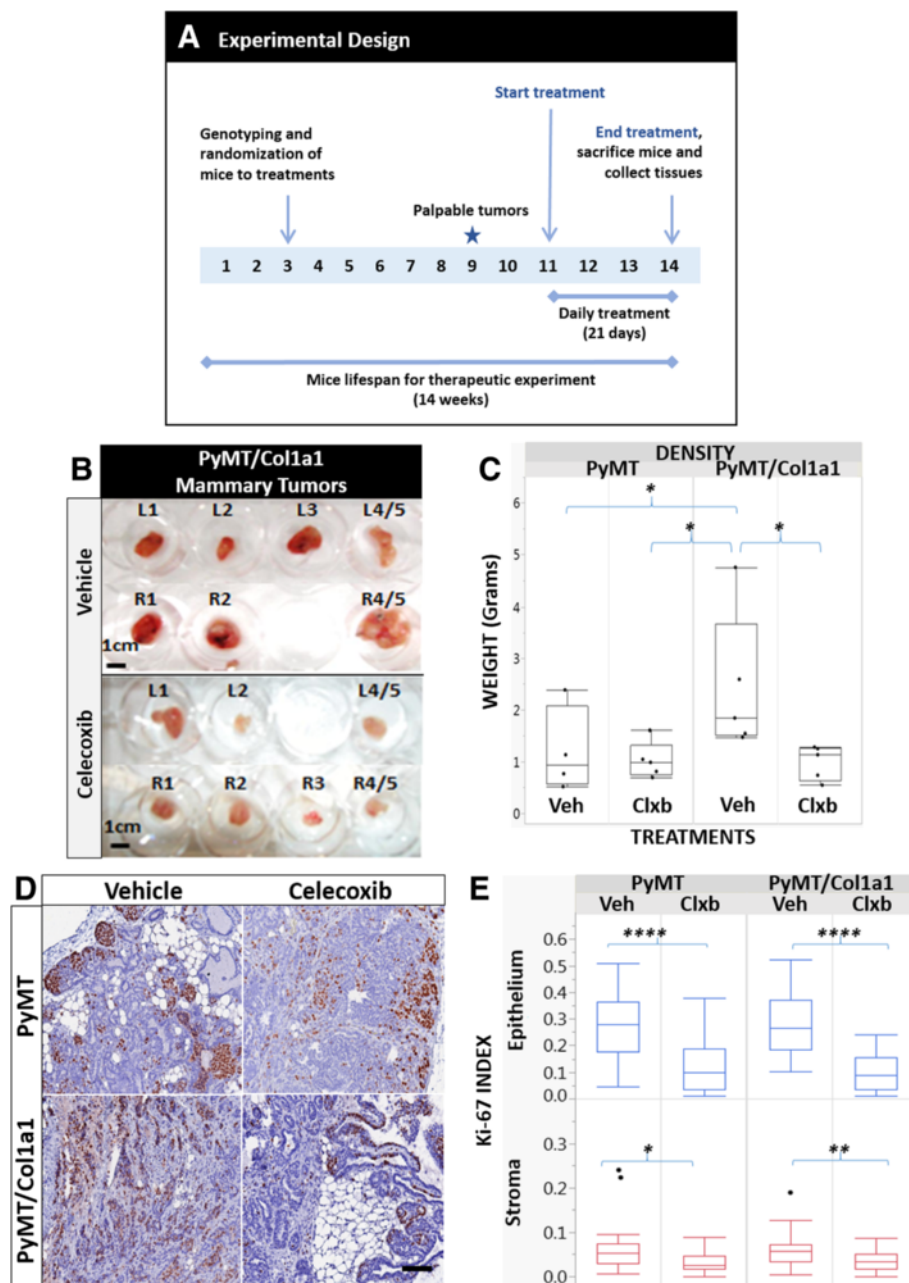 A Experimental Design
Start treatment
Genotyping and
randomization of
mice to treatments
End treatment,
sacrifice mice and
collect tissues
Palpable tumors
1 2 3 4 5 6 7 8 9 10 11 12 13 14
Daily treatment
(21 days)
Mice lifespan for therapeutic experiment
(14 weeks)
B
PyMT/Col1a1
Mammary Tumors
Vehicle
L1 L2 L3 L4/5
R1 R2 R4/5
1cm
Celecoxib
L1 L2 L4/5
R1 R2 R3 R4/5
1cm
C
DENSITY
PyMT PyMT/Col1a1
WEIGHT (Grams)
6
5
4
3
2
1
0
*
* *
Veh Clxb Veh Clxb
TREATMENTS
D
Vehicle Celecoxib
PyMT
PyMT/Col1a1
E
PyMT PyMT/Col1a1
Veh Clxb Veh Clxb
Ki-67 INDEX
Epithelium
0.6
0.5
0.4
0.3
0.2
0.1
0.0
**** ****
Stroma
0.3
0.2
0.1
0.0
* **